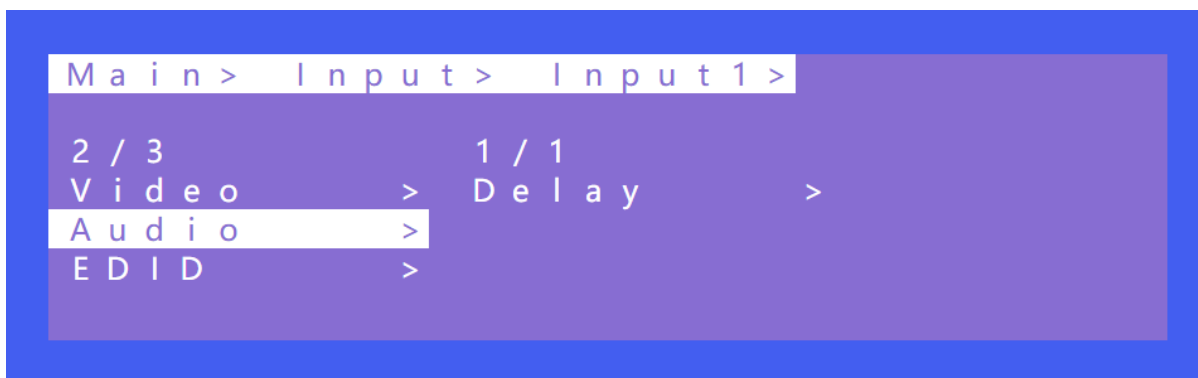 Main> Input> Input1>
2/3 1/1
Video > Delay >
Audio >
EDID >